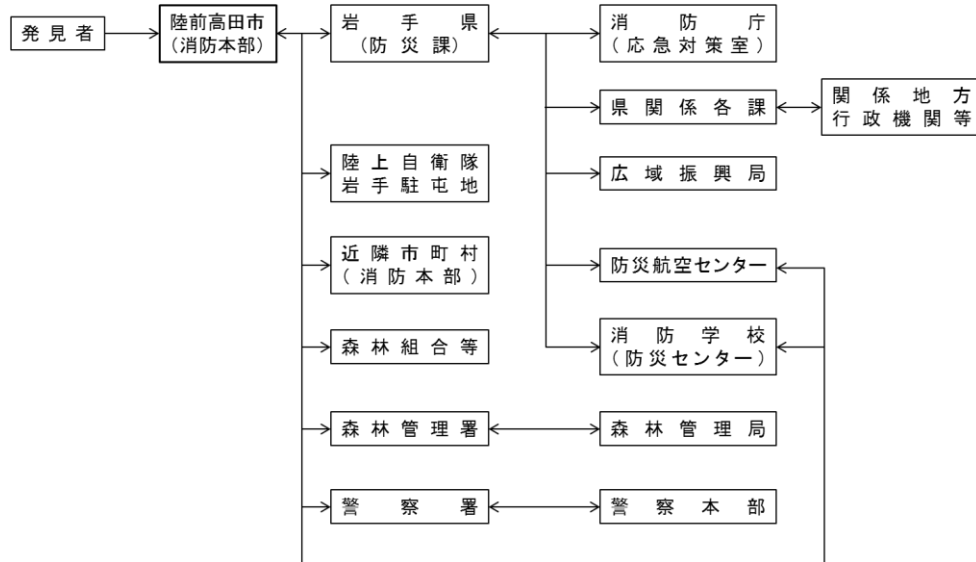 発見者
陸前高田市
(消防本部)
岩手県
(防災課)
消防庁
(応急対策室)
県関係各課
関係地方
行政機関等
陸上自衛隊
岩手駐屯地
広域振興局
近隣市町村
(消防本部)
防災航空センター
森林組合等
消防学校
(防災センター)
森林管理署
森林管理局
警察署
警察本部